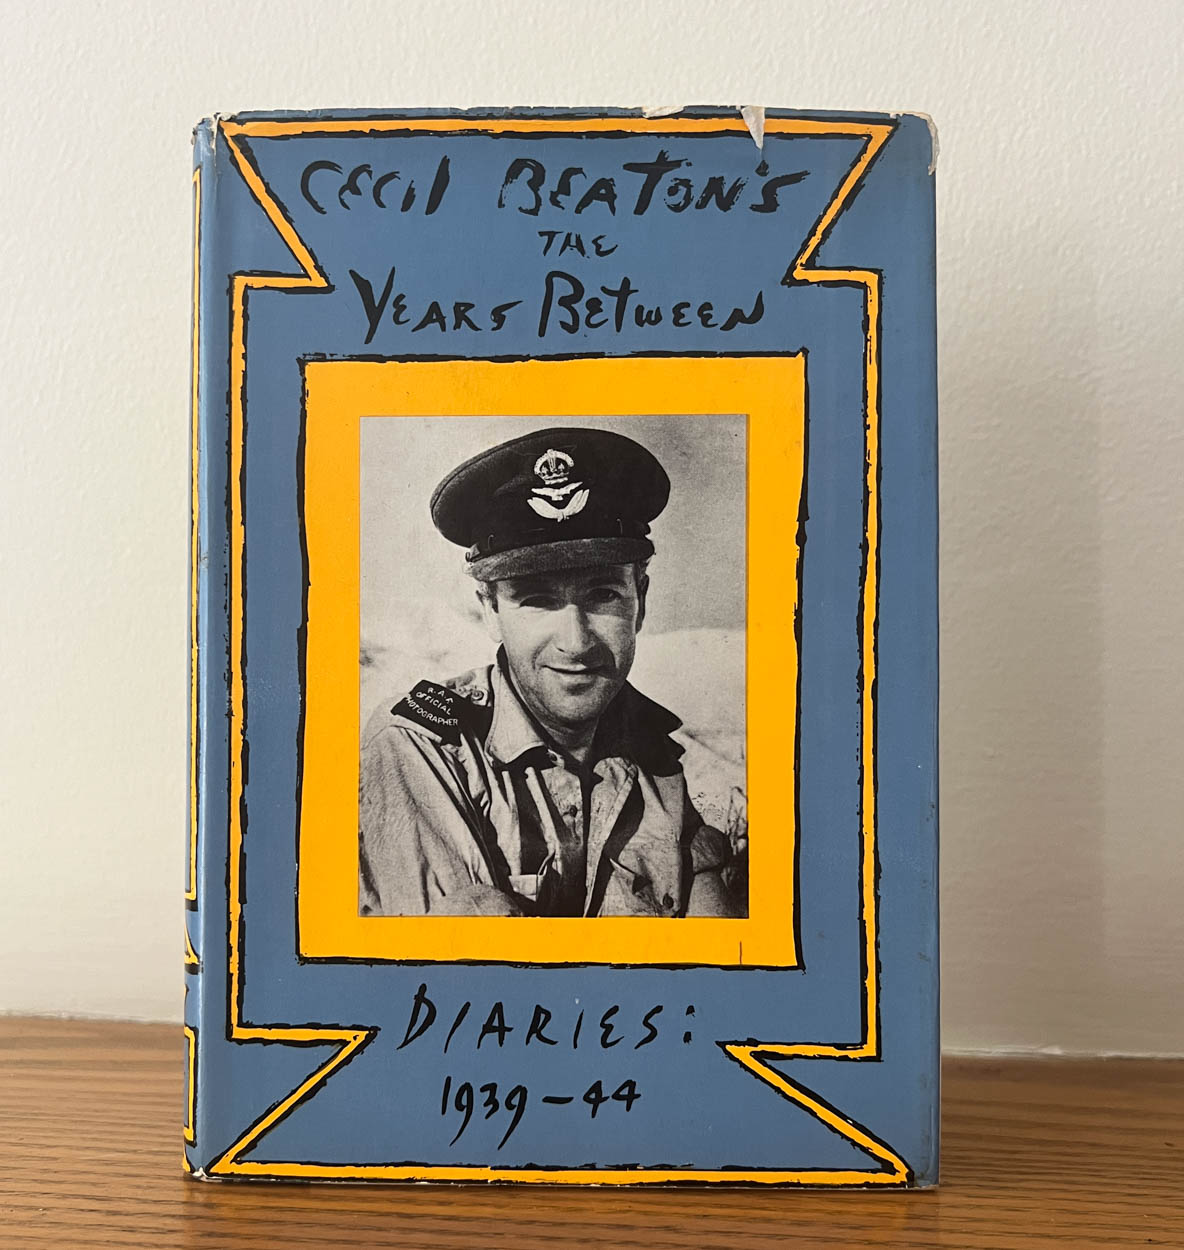 CECIL BEATON'S
THE
YEARS BETWEEN
R.A.F
OFFICIAL
PHOTOGRAPHER
DIARIES:
1939-44